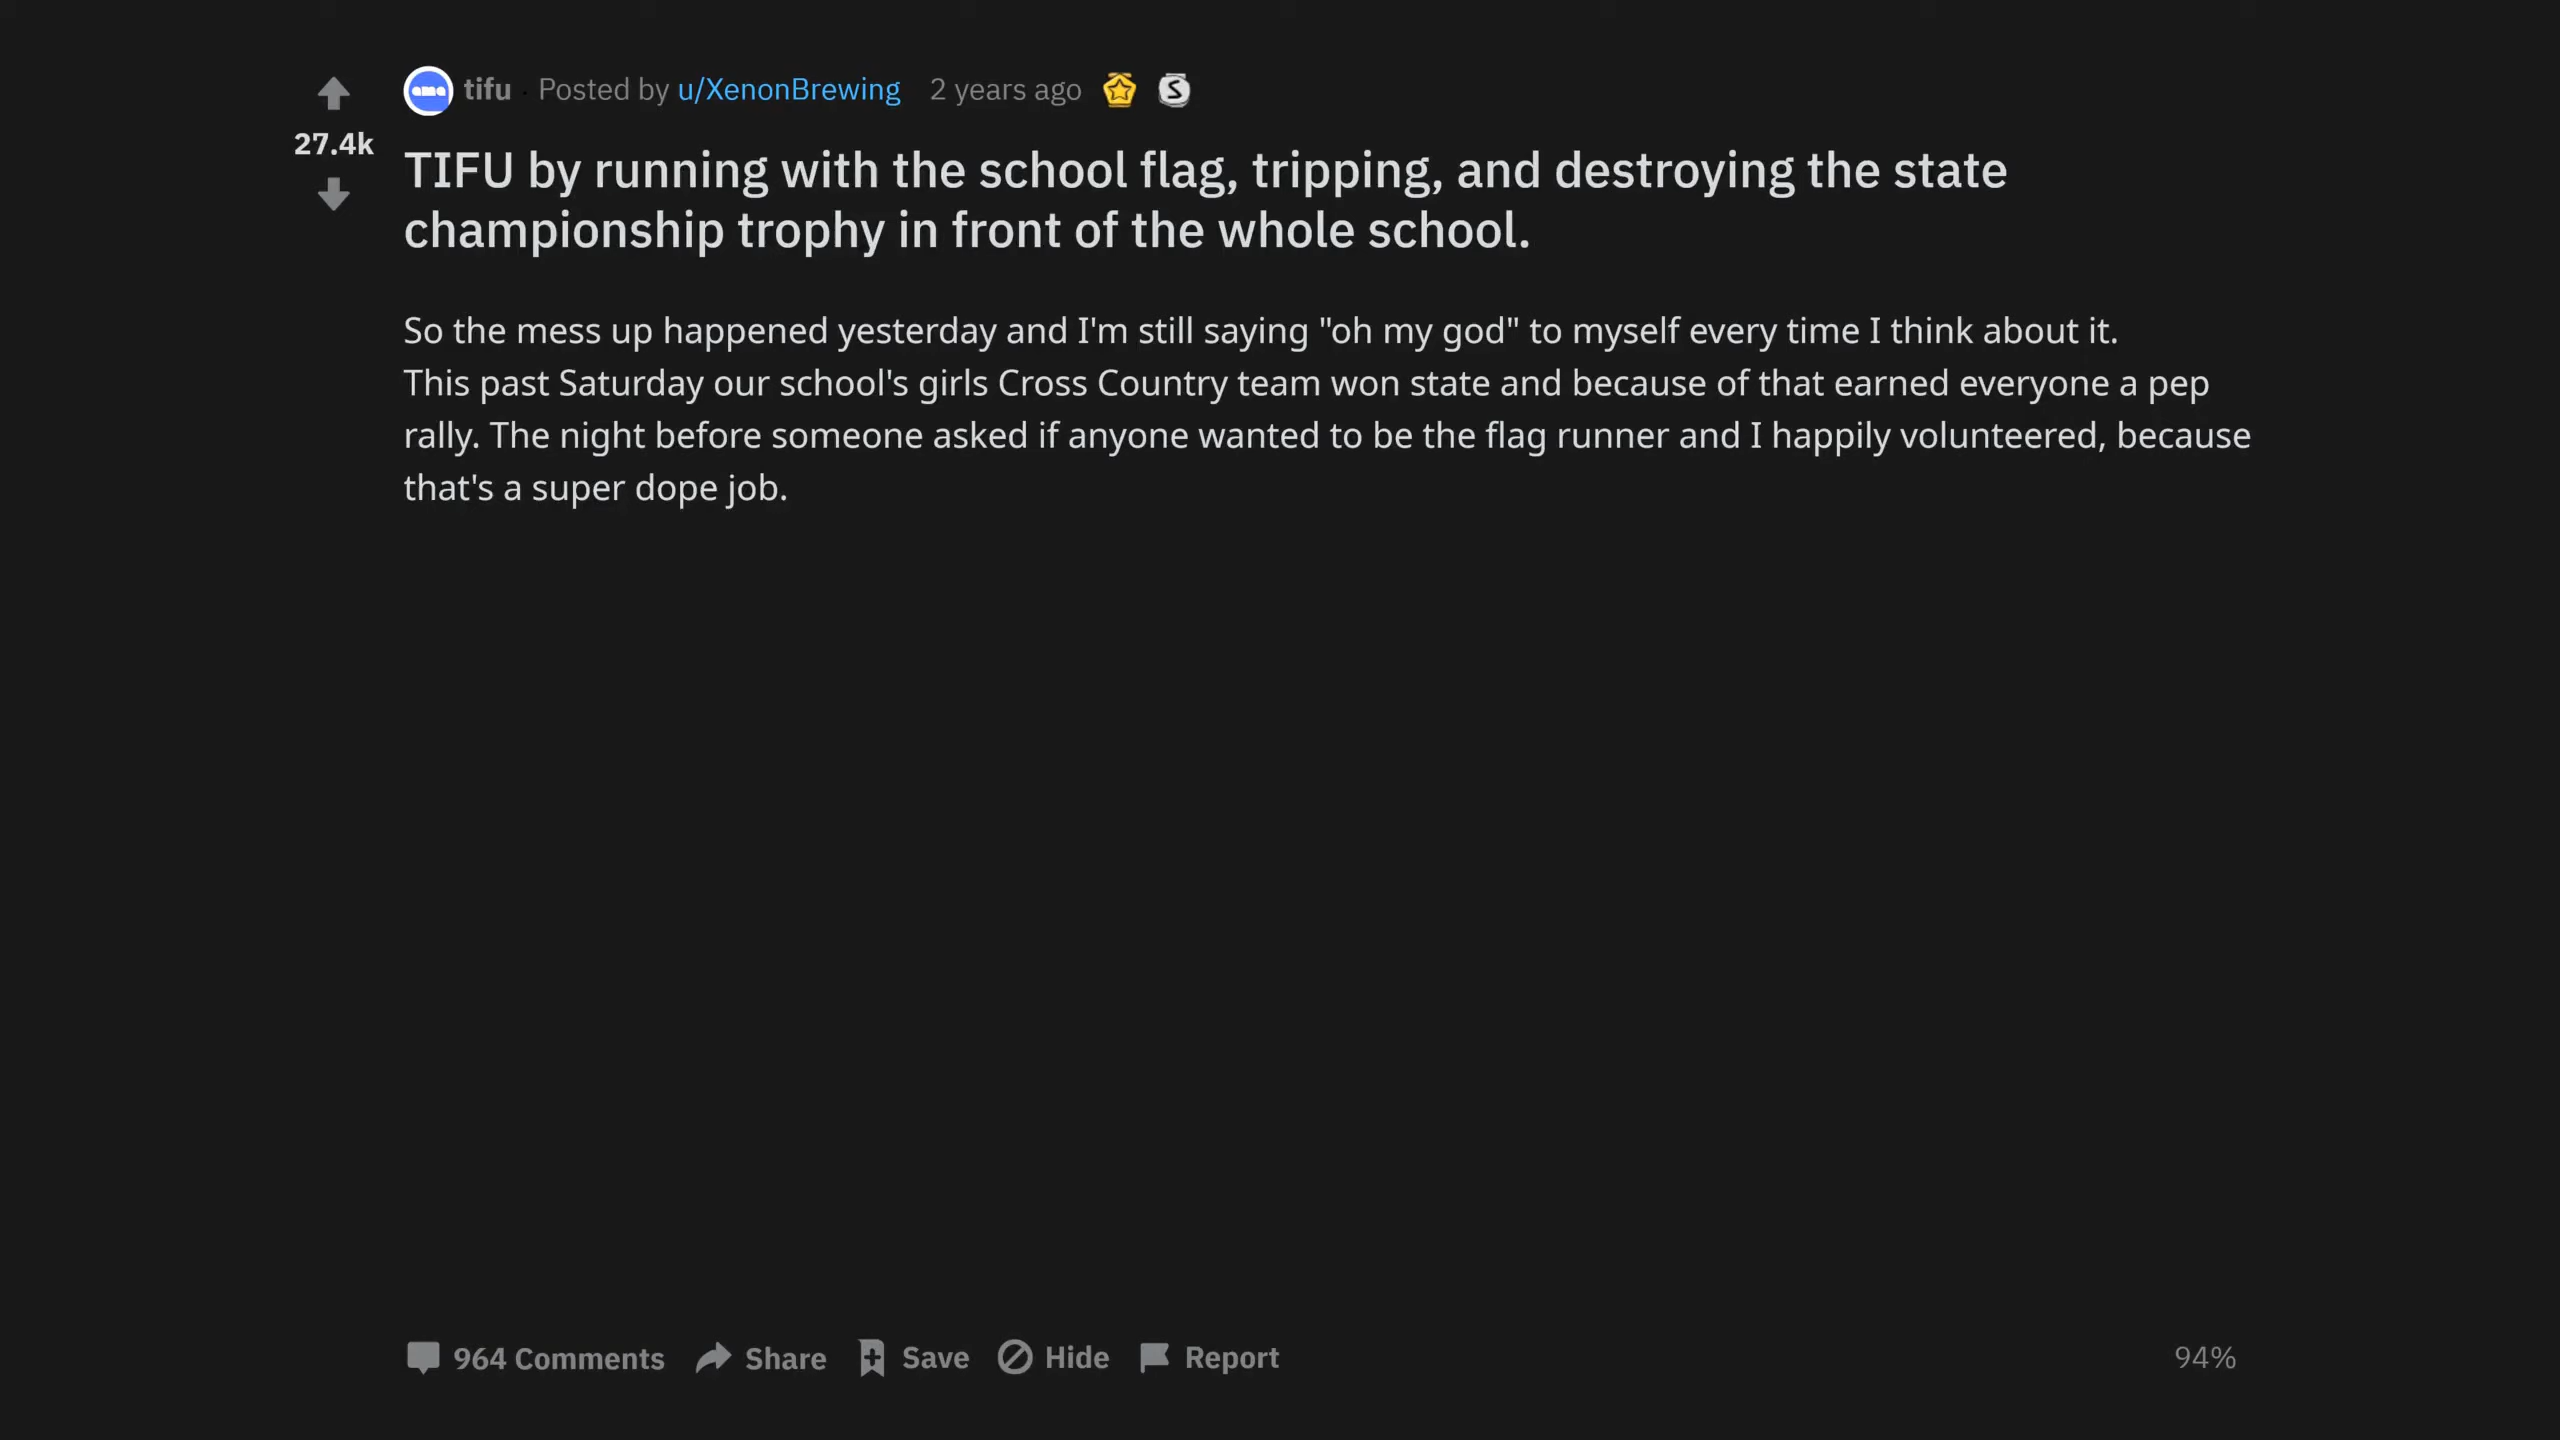 tifu · Posted by u/XenonBrewing 2 years ago
27.4k
TIFU by running with the school flag, tripping, and destroying the state
championship trophy in front of the whole school.
So the mess up happened yesterday and I'm still saying "oh my god" to myself every time I think about it.
This past Saturday our school's girls Cross Country team won state and because of that earned everyone a pep
rally. The night before someone asked if anyone wanted to be the flag runner and I happily volunteered, because
that's a super dope job.
964 Comments Share Save Hide Report 94%